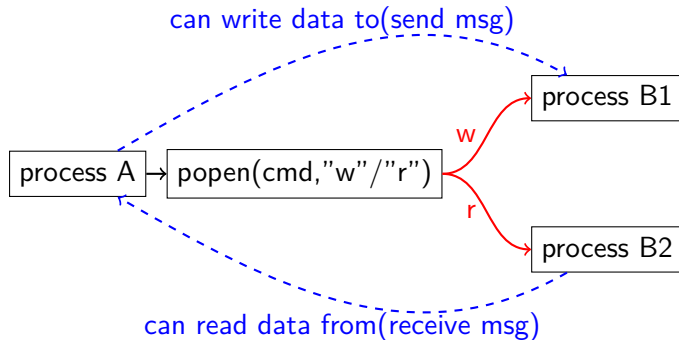 can write data to(send msg)
process B1
w
process A
popen(cmd,"w"/"r")
r
process B2
can read data from(receive msg)